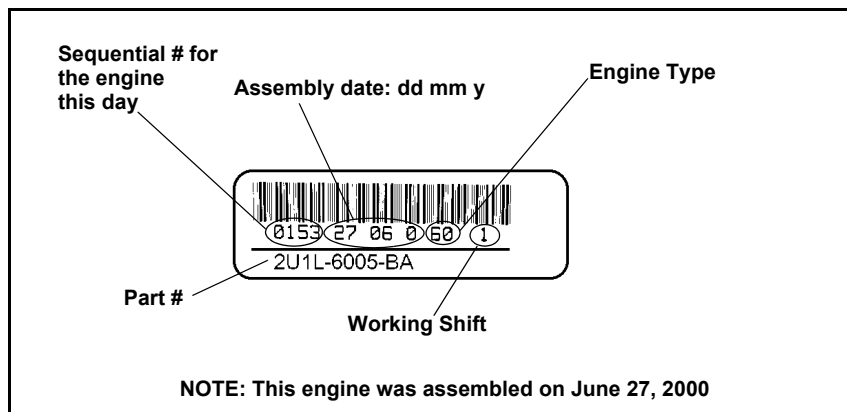 Sequential # for
the engine
this day
Assembly date: dd mm y
Engine Type
0153 27 06 0 60 1
2U1L-6005-BA
Part #
Working Shift
NOTE: This engine was assembled on June 27, 2000